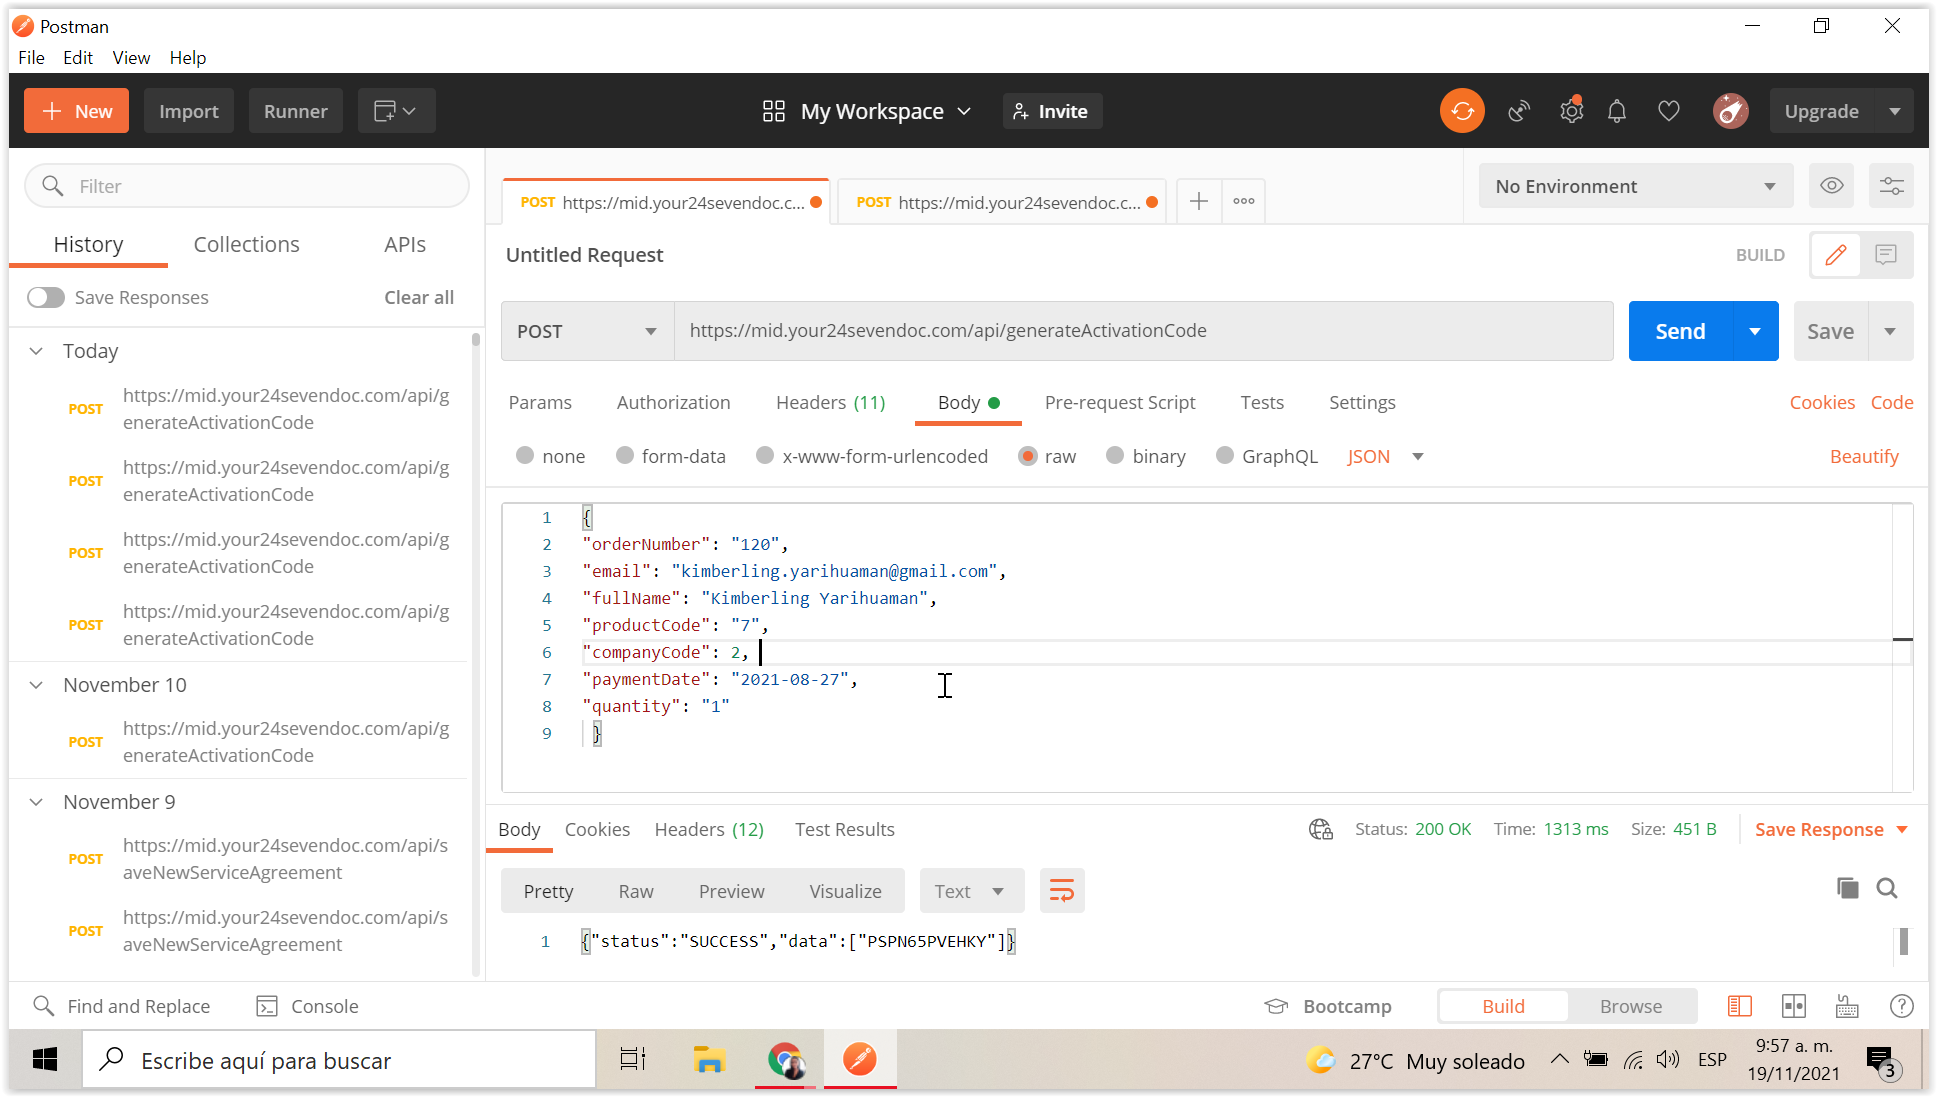 Postman
File Edit View Help
New Import Runner My Workspace Invite Upgrade
Filter
POST https://mid.your24sevendoc.c... POST https://mid.your24sevendoc.c... No Environment
History Collections APIs
Untitled Request BUILD
Save Responses Clear all
POST https://mid.your24sevendoc.com/api/generateActivationCode Send Save
Today
POST https://mid.your24sevendoc.com/api/g
enerateActivationCode
POST https://mid.your24sevendoc.com/api/g
enerateActivationCode
POST https://mid.your24sevendoc.com/api/g
enerateActivationCode
POST https://mid.your24sevendoc.com/api/g
enerateActivationCode
November 10
POST https://mid.your24sevendoc.com/api/g
enerateActivationCode
November 9
POST https://mid.your24sevendoc.com/api/s
aveNewServiceAgreement
POST https://mid.your24sevendoc.com/api/s
aveNewServiceAgreement
Params Authorization Headers (11) Body Pre-request Script Tests Settings Cookies Code
none form-data x-www-form-urlencoded raw binary GraphQL JSON Beautify
1 {
2 "orderNumber": "120",
3 "email": "kimberling.yarihuaman@gmail.com",
4 "fullName": "Kimberling Yarihuaman",
5 "productCode": "7",
6 "companyCode": 2,
7 "paymentDate": "2021-08-27",
8 "quantity": "1"
9 }
Body Cookies Headers (12) Test Results Status: 200 OK Time: 1313 ms Size: 451 B Save Response
Pretty Raw Preview Visualize Text
1 {"status":"SUCCESS","data":["PSPN65PVEHKY"]}
Find and Replace Console Bootcamp Build Browse
Escribe aquí para buscar 27°C Muy soleado ESP 9:57 a. m.
19/11/2021 3